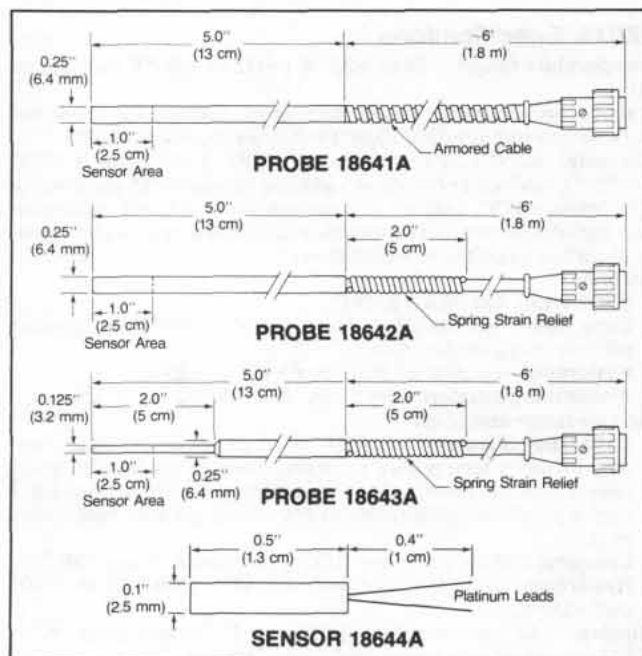 5.0" ~6'
(13 cm) (1.8 m)
0.25"
(6.4 mm)
1.0"
(2.5 cm)
Sensor Area
Armored Cable
PROBE 18641A
5.0" ~6'
(13 cm) (1.8 m)
0.25"
(6.4 mm)
2.0"
(5 cm)
1.0"
(2.5 cm)
Sensor Area
Spring Strain Relief
PROBE 18642A
5.0" ~6'
(13 cm) (1.8 m)
0.125"
(3.2 mm)
2.0" 2.0"
(5 cm) (5 cm)
1.0"
(2.5 cm)
Sensor Area
0.25"
(6.4 mm)
Spring Strain Relief
PROBE 18643A
0.5" 0.4"
(1.3 cm) (1 cm)
0.1"
(2.5 mm)
Platinum Leads
SENSOR 18644A